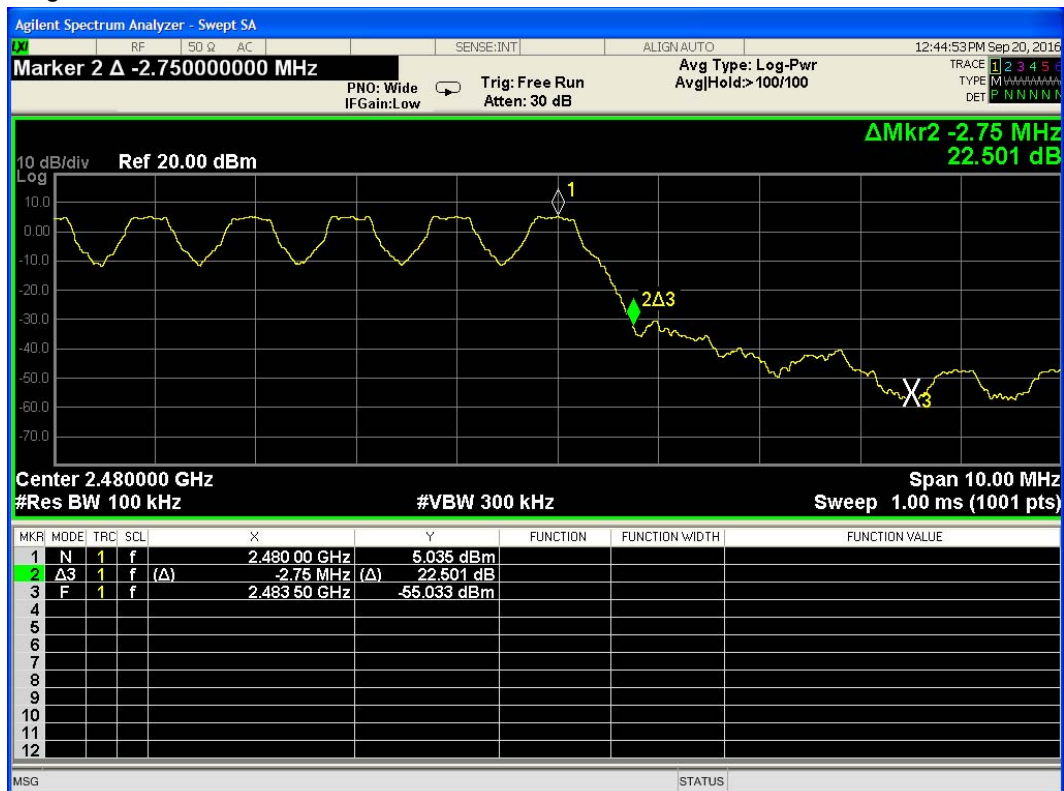 Agilent Spectrum Analyzer - Swept SA
LXI RF 50 Ω AC SENSE:INT ALIGN AUTO 12:44:53 PM Sep 20, 2016
Marker 2 Δ -2.750000000 MHz
PNO: Wide
IFGain:Low
Trig: Free Run
Atten: 30 dB
Avg Type: Log-Pwr
Avg|Hold:> 100/100
TRACE 1 2 3 4 5 6
TYPE M
DET P N N N N N
ΔMkr2 -2.75 MHz
22.501 dB
10 dB/div Ref 20.00 dBm
Log
10.0
0.00
-10.0
-20.0
-30.0
-40.0
-50.0
-60.0
-70.0
1
2Δ3
3
Center 2.480000 GHz Span 10.00 MHz
#Res BW 100 kHz #VBW 300 kHz Sweep 1.00 ms (1001 pts)
MKR MODE TRC SCL X Y FUNCTION FUNCTION WIDTH FUNCTION VALUE
1 N 1 f 2.480 00 GHz 5.035 dBm
2 Δ3 1 f (Δ) -2.75 MHz (Δ) 22.501 dB
3 F 1 f 2.483 50 GHz -55.033 dBm
4
5
6
7
8
9
10
11
12
MSG STATUS